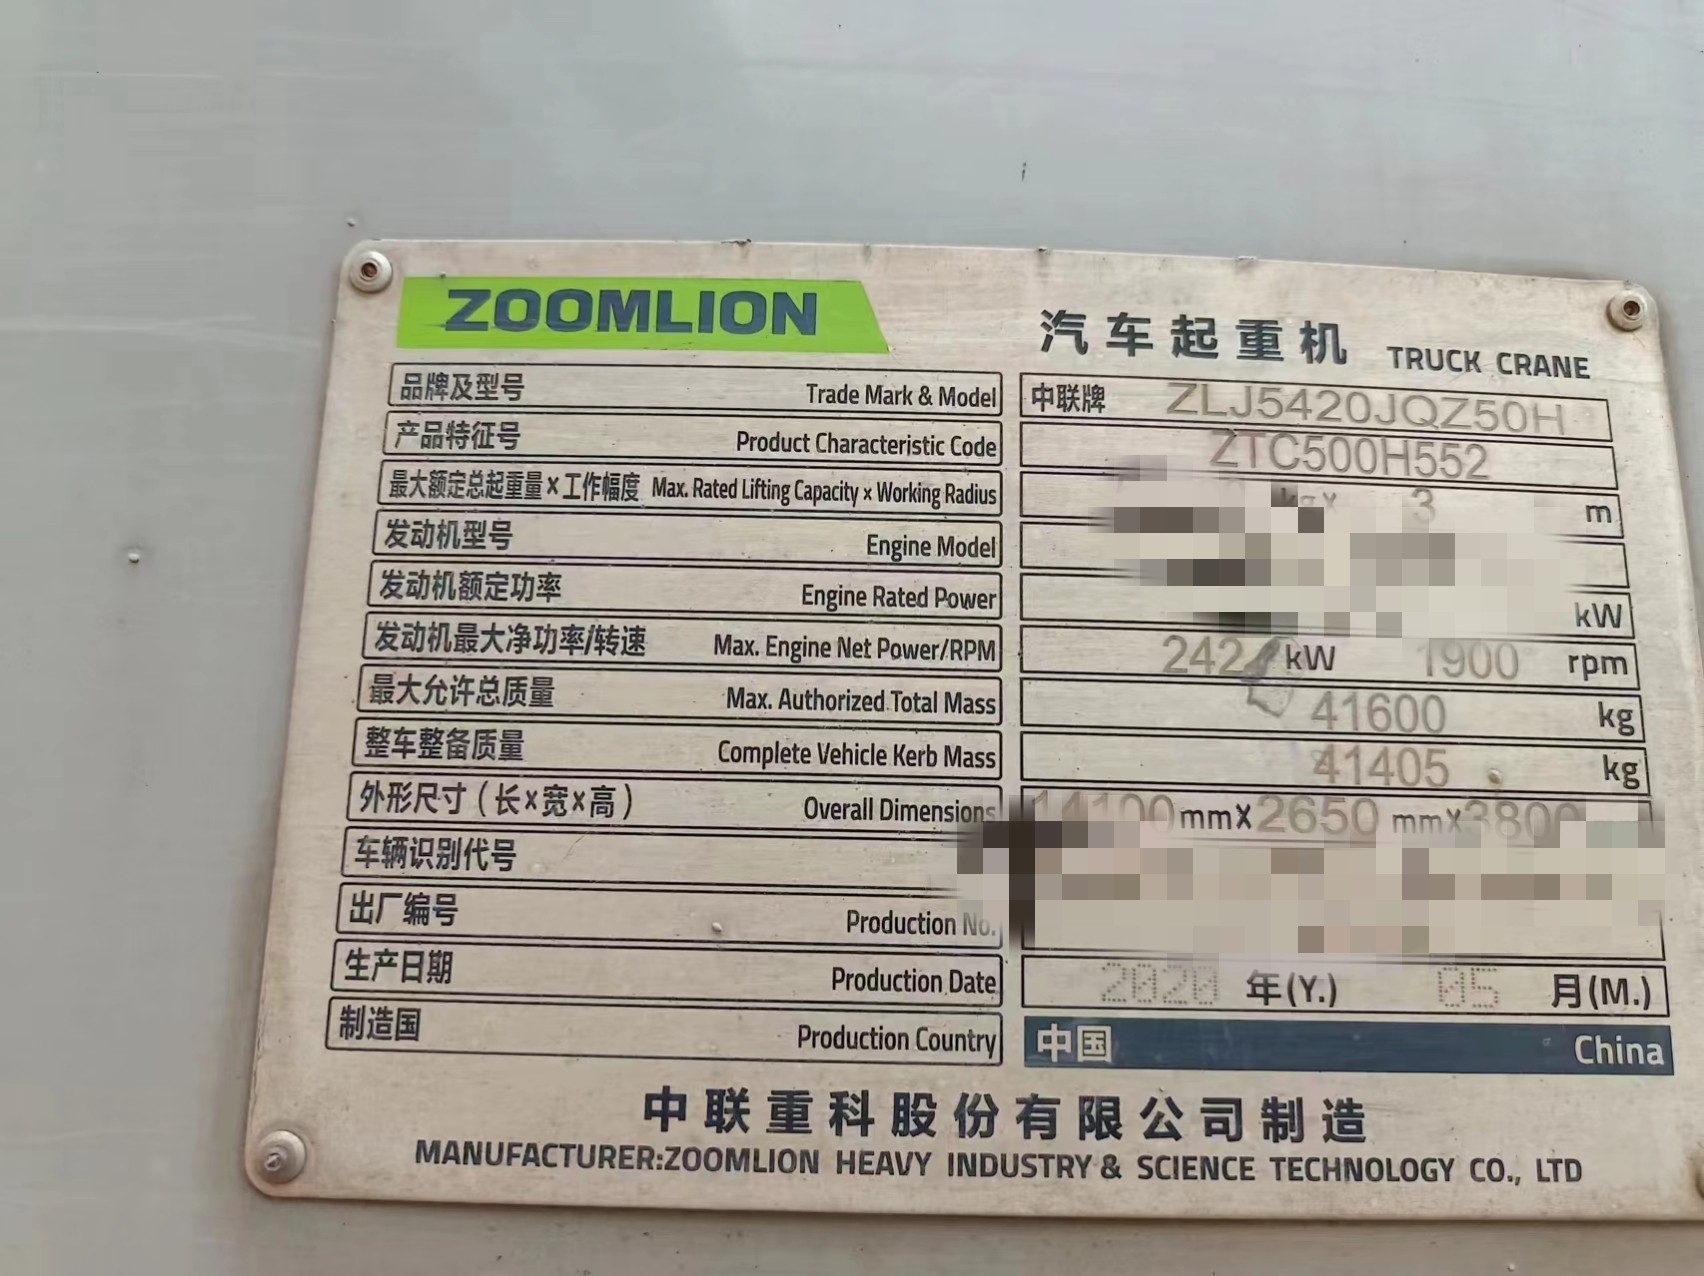 ZOOMLION
汽车起重机 TRUCK CRANE
品牌及型号 Trade Mark & Model 中联牌 ZLJ5420JQZ50H
产品特征号 Product Characteristic Code ZTC500H552
最大额定总起重量×工作幅度 Max. Rated Lifting Capacity × Working Radius kg× 3 m
发动机型号 Engine Model
发动机额定功率 Engine Rated Power kW
发动机最大净功率/转速 Max. Engine Net Power/RPM kW 1900 rpm
最大允许总质量 Max. Authorized Total Mass 41600 kg
整车整备质量 Complete Vehicle Kerb Mass 41405 kg
外形尺寸(长×宽×高) Overall Dimensions 14100 mm× 2650 mm× 3800
车辆识别代号
出厂编号 Production No.
生产日期 Production Date 2020 年(Y.) 05 月(M.)
制造国 Production Country 中国 China
中联重科股份有限公司制造
MANUFACTURER:ZOOMLION HEAVY INDUSTRY & SCIENCE TECHNOLOGY CO., LTD